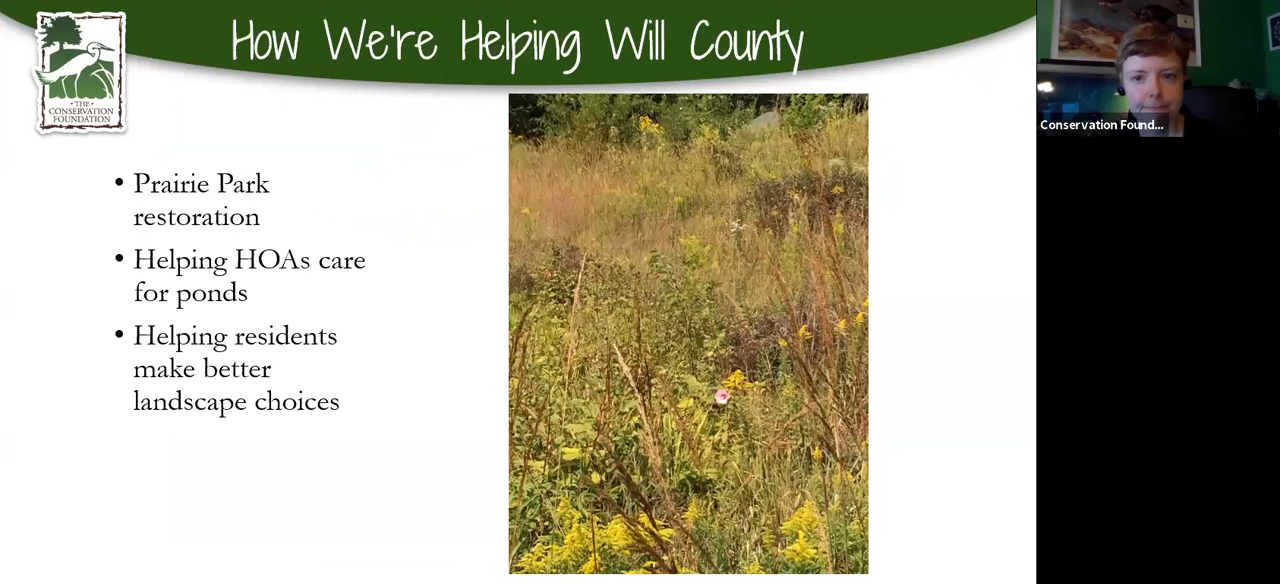 How We're Helping Will County
• THE •
CONSERVATION
FOUNDATION
• Prairie Park
restoration
• Helping HOAs care
for ponds
• Helping residents
make better
landscape choices
Conservation Found...